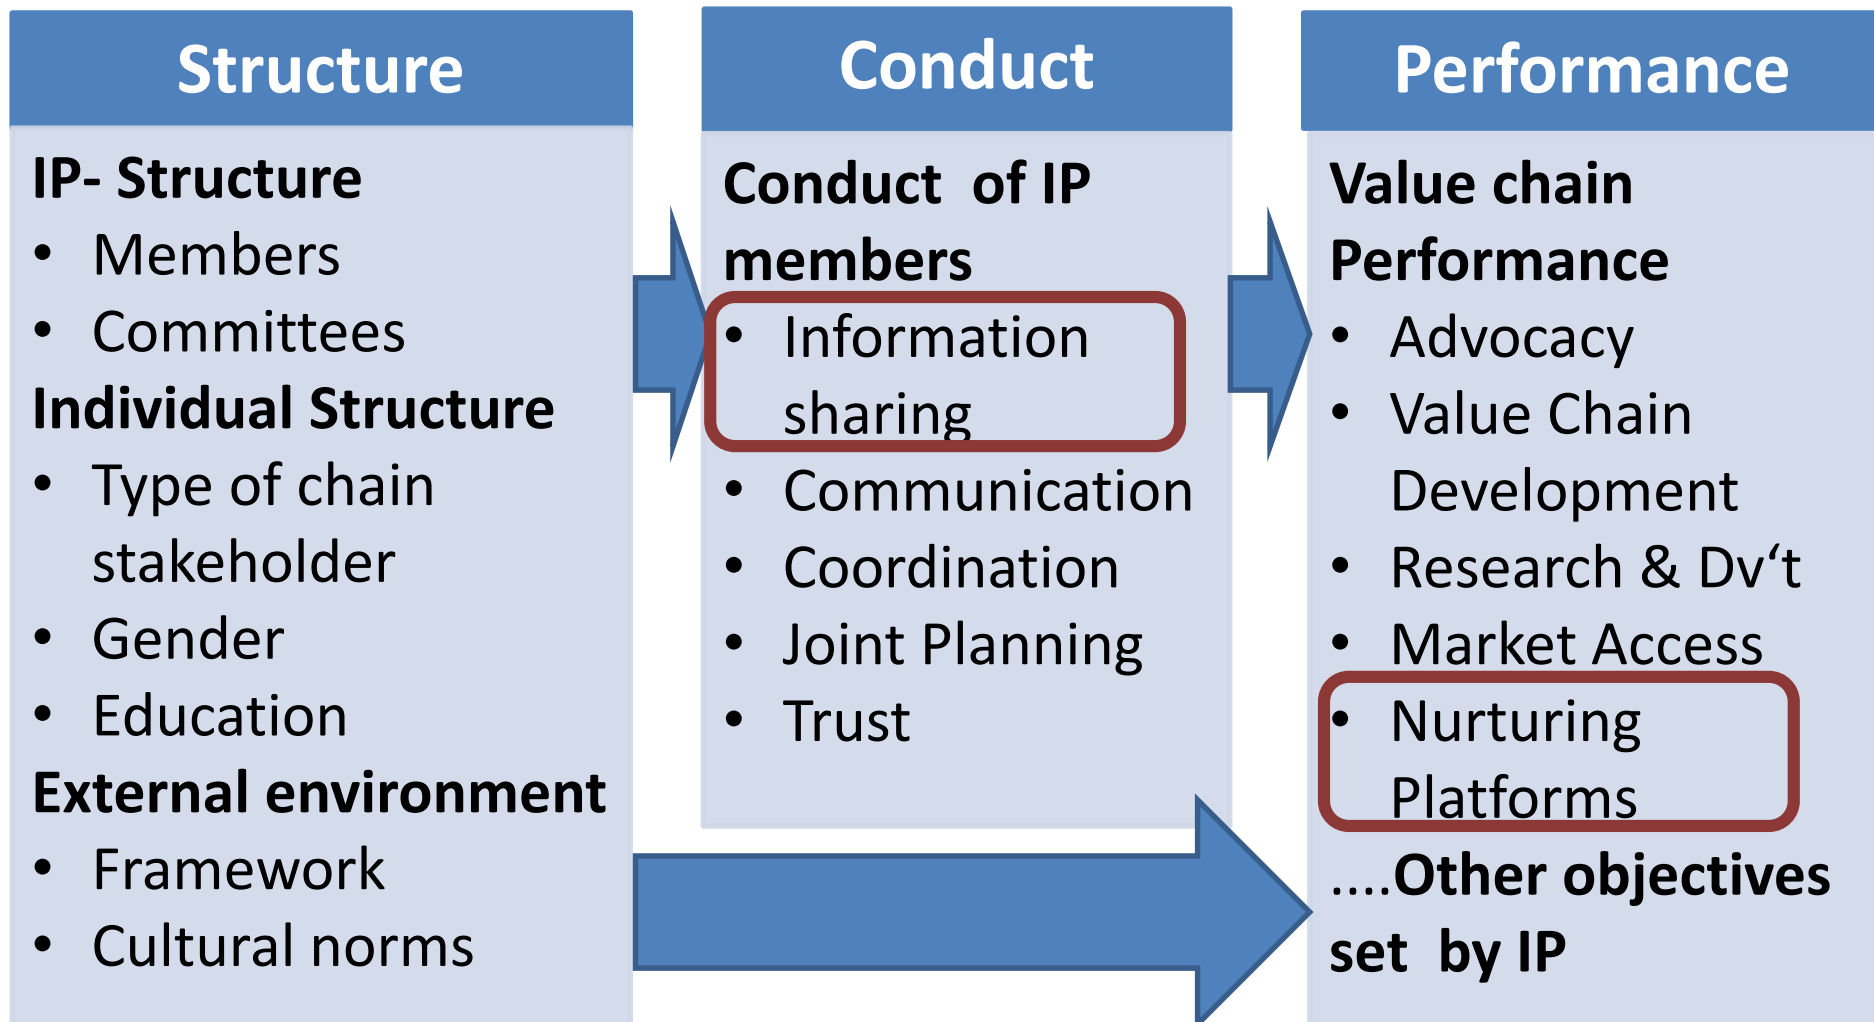 Structure
IP- Structure
• Members
• Committees
Individual Structure
• Type of chain
stakeholder
• Gender
• Education
External environment
• Framework
• Cultural norms
Conduct
Conduct  of IP
members
• Information
sharing
• Communication
• Coordination
• Joint Planning
• Trust
Performance
Value chain
Performance
• Advocacy
• Value Chain
Development
• Research & Dv‘t
• Market Access
• Nurturing
Platforms
....Other objectives
set  by IP